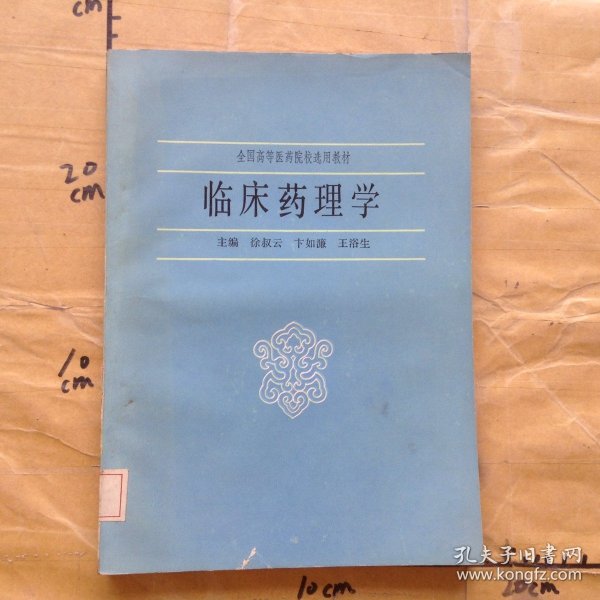 cm
20
cm
10
cm
全国高等医药院校选用教材
临床药理学
主编 徐叔云 卞如濂 王浴生
孔夫子旧书网
www.kongfz.com
10cm
20cm